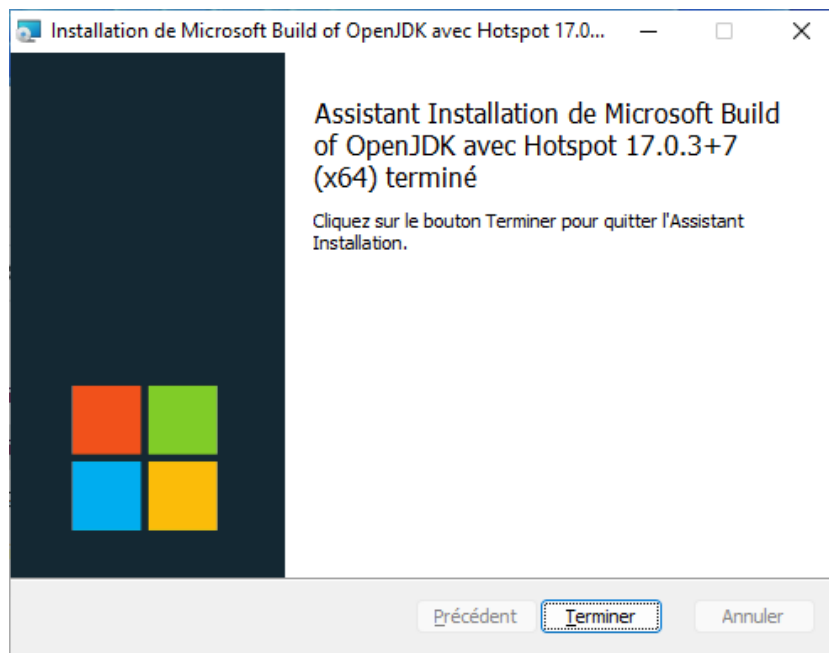 Installation de Microsoft Build of OpenJDK avec Hotspot 17.0...
Assistant Installation de Microsoft Build
of OpenJDK avec Hotspot 17.0.3+7
(x64) terminé
Cliquez sur le bouton Terminer pour quitter l'Assistant
Installation.
Précédent Terminer Annuler